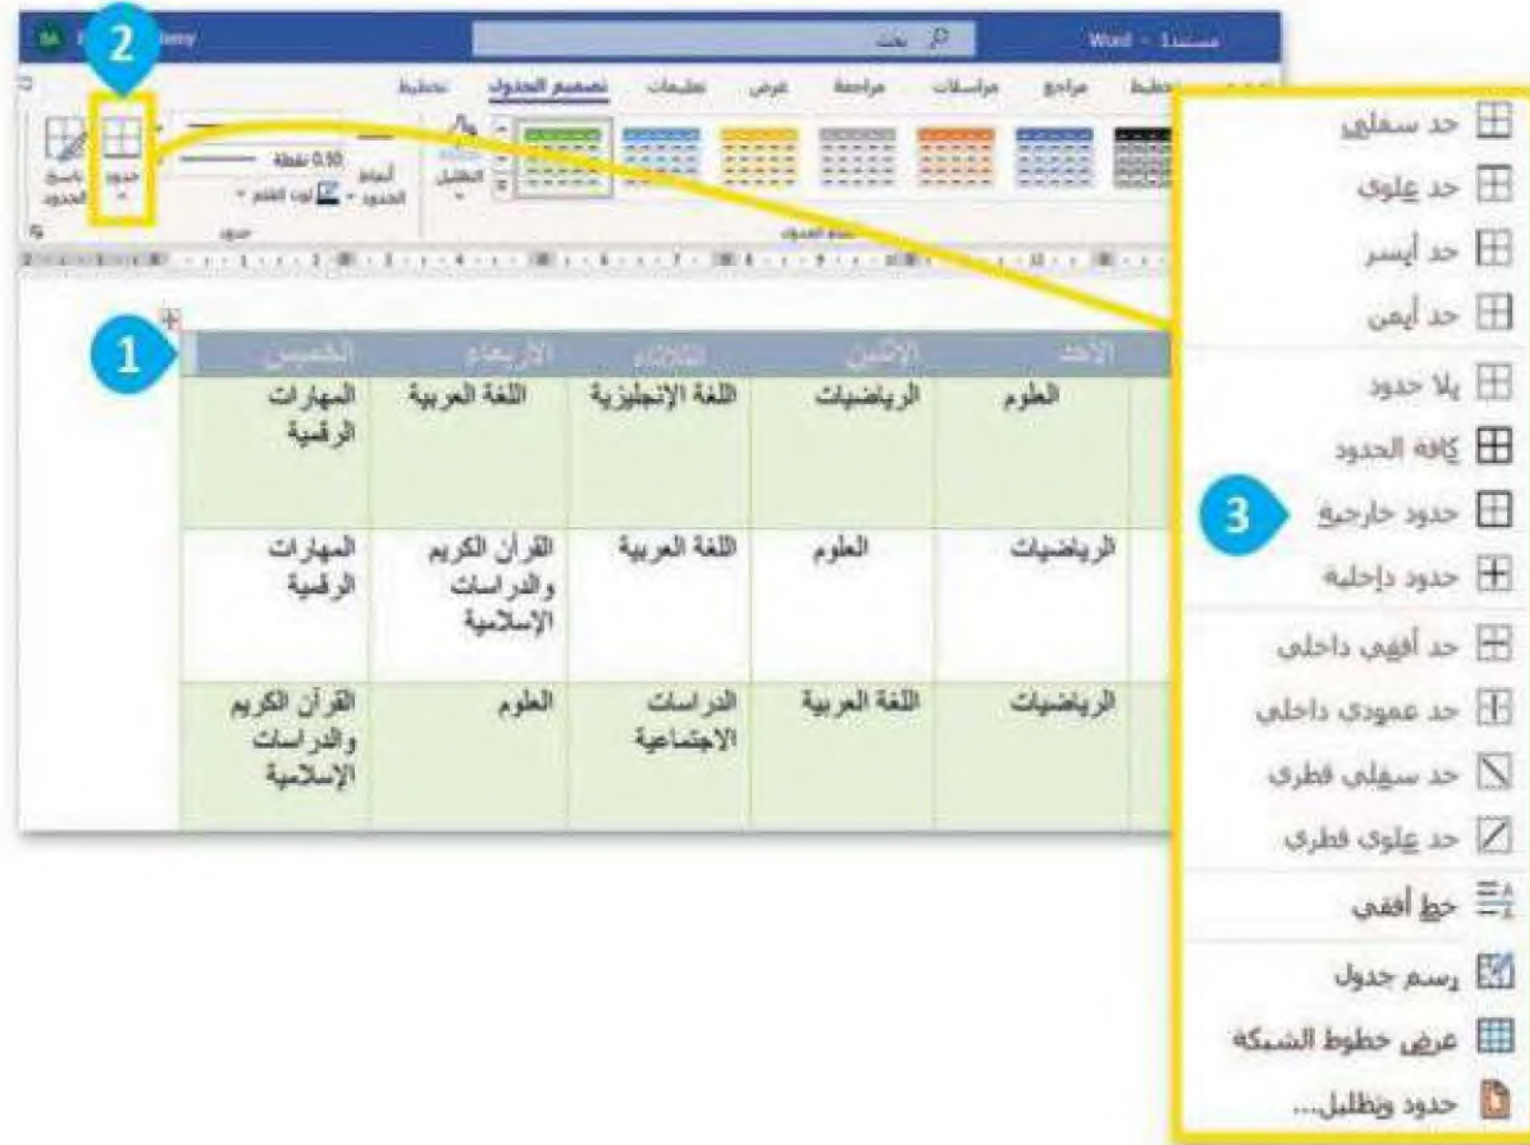 مستند1 - Word
بحث
2
مراجع
مراسلات
مراجعة
عرض
تعليمات
تصميم الجدول
تخطيط
التظليل
أنماط
الحدود
0.50 نقطة
لون القلم
حدود
ناسخ
الحدود
حدود
1
الأحد
الإثنين
الثلاثاء
الأربعاء
الخميس
العلوم
الرياضيات
اللغة الإنجليزية
اللغة العربية
المهارات
الرقمية
الرياضيات
العلوم
اللغة العربية
القرآن الكريم
والدراسات
الإسلامية
المهارات
الرقمية
الرياضيات
اللغة العربية
الدراسات
الاجتماعية
العلوم
القرآن الكريم
والدراسات
الإسلامية
حد سفلي
حد علوي
حد أيسر
حد أيمن
بلا حدود
كافة الحدود
3
حدود خارجية
حدود داخلية
حد أفقي داخلي
حد عمودي داخلي
حد سفلي قطري
حد علوي قطري
خط أفقي
رسم جدول
عرض خطوط الشبكة
حدود وتظليل...